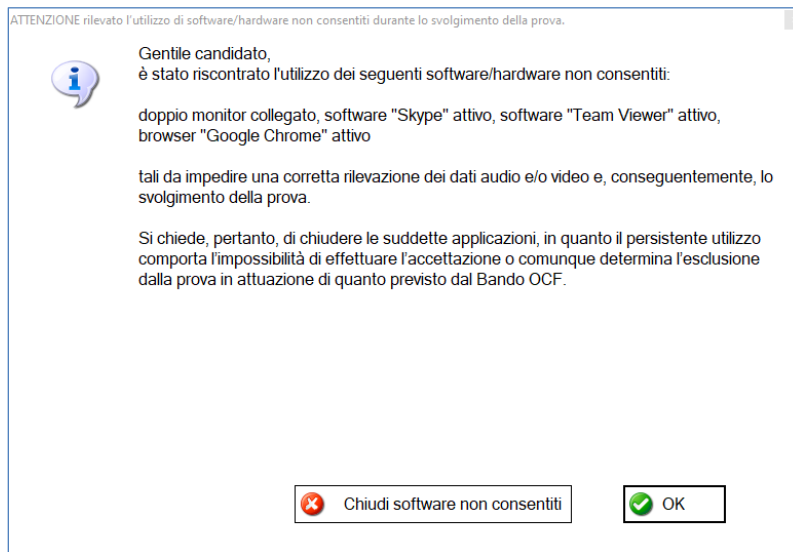 ATTENZIONE rilevato l'utilizzo di software/hardware non consentiti durante lo svolgimento della prova.
Gentile candidato,
è stato riscontrato l'utilizzo dei seguenti software/hardware non consentiti:
doppio monitor collegato, software "Skype" attivo, software "Team Viewer" attivo,
browser "Google Chrome" attivo
tali da impedire una corretta rilevazione dei dati audio e/o video e, conseguentemente, lo
svolgimento della prova.
Si chiede, pertanto, di chiudere le suddette applicazioni, in quanto il persistente utilizzo
comporta l'impossibilità di effettuare l'accettazione o comunque determina l'esclusione
dalla prova in attuazione di quanto previsto dal Bando OCF.
Chiudi software non consentiti OK